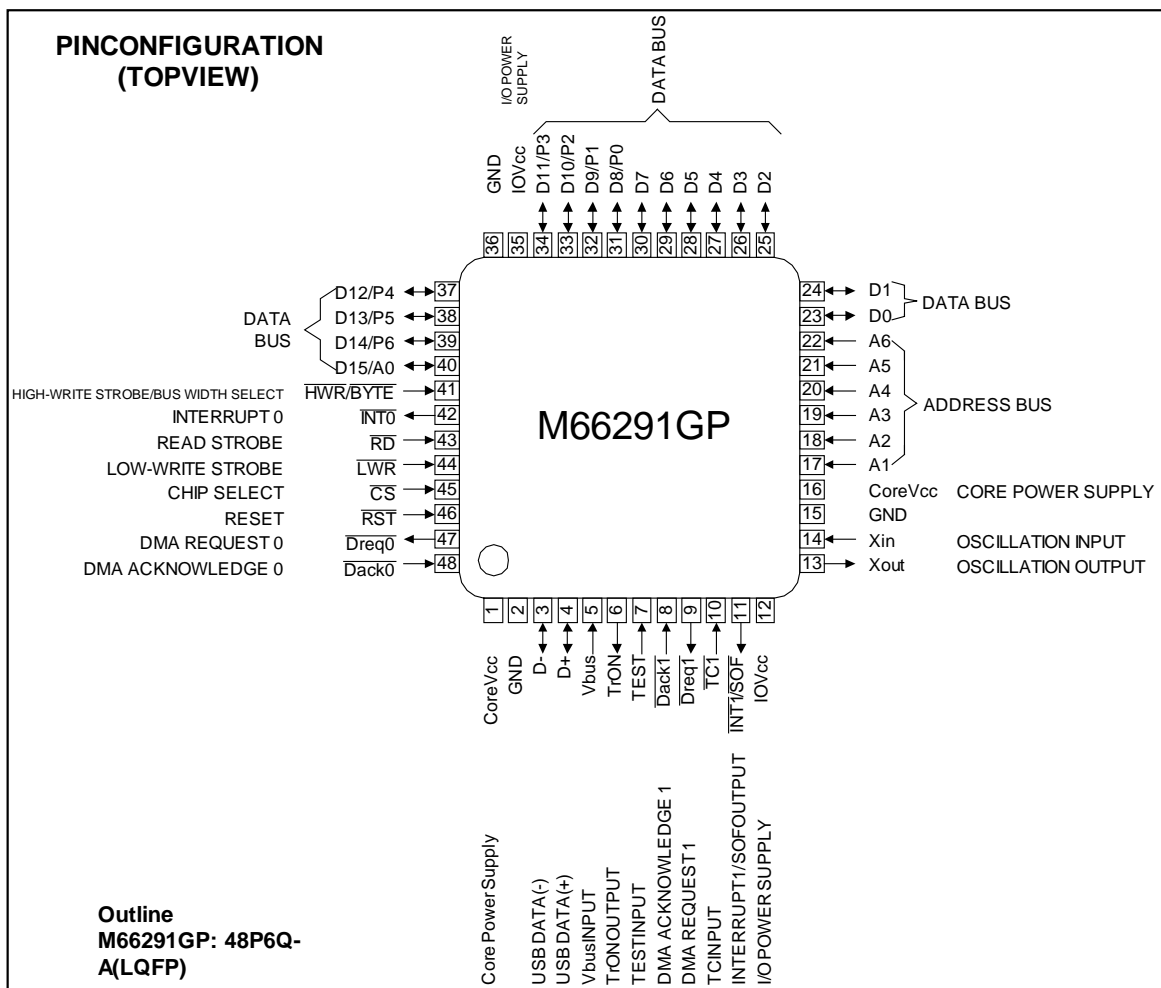 PINCONFIGURATION
(TOPVIEW)
I/O POWER
SUPPLY
DATA BUS
GND
IOVcc
D11/P3
D10/P2
D9/P1
D8/P0
D7
D6
D5
D4
D3
D2
36 35 34 33 32 31 30 29 28 27 26 25
DATA
BUS
D12/P4 37
D13/P5 38
D14/P6 39
D15/A0 40
HIGH-WRITE STROBE/BUS WIDTH SELECT HWR/BYTE 41
INTERRUPT 0 INT0 42
READ STROBE RD 43
LOW-WRITE STROBE LWR 44
CHIP SELECT CS 45
RESET RST 46
DMA REQUEST 0 Dreq0 47
DMA ACKNOWLEDGE 0 Dack0 48
M66291GP
24 D1
23 D0
DATA BUS
22 A6
21 A5
20 A4
19 A3
18 A2
17 A1
ADDRESS BUS
16 CoreVcc CORE POWER SUPPLY
15 GND
14 Xin OSCILLATION INPUT
13 Xout OSCILLATION OUTPUT
1 2 3 4 5 6 7 8 9 10 11 12
CoreVcc
GND
D-
D+
Vbus
TrON
TEST
Dack1
Dreq1
TC1
INT1/SOF
IOVcc
Core Power Supply
USB DATA(-)
USB DATA(+)
VbusINPUT
TrONOUTPUT
TESTINPUT
DMA ACKNOWLEDGE 1
DMA REQUEST 1
TCINPUT
INTERRUPT1/SOFOUTPUT
I/O POWER SUPPLY
Outline
M66291GP: 48P6Q-
A(LQFP)